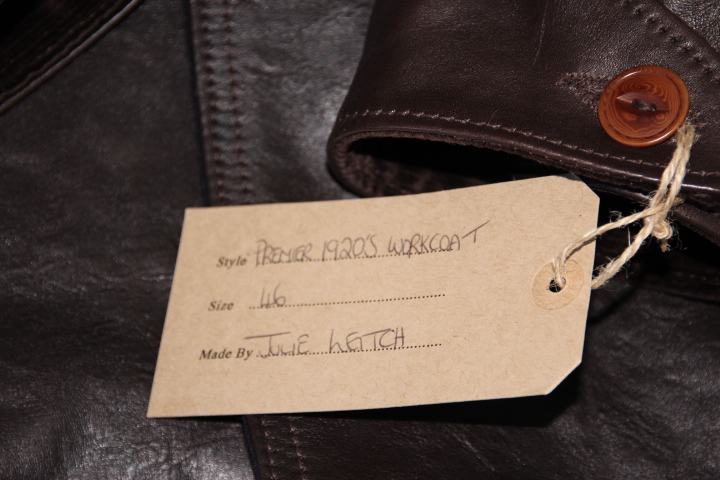 Style PREMIER 1920'S WORKCOAT
Size 46
Made By JULIE LEITCH